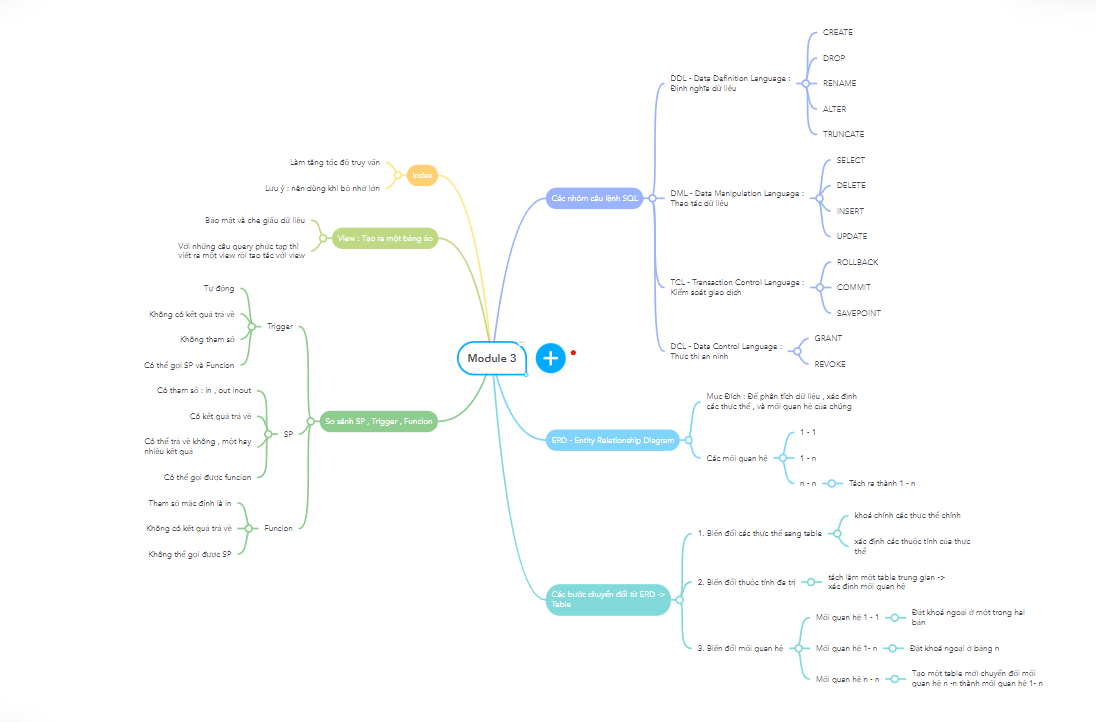 Module 3
Các nhóm câu lệnh SQL
DDL - Data Definition Language :
Định nghĩa dữ liệu
CREATE
DROP
RENAME
ALTER
TRUNCATE
DML - Data Manipulation Language :
Thao tác dữ liệu
SELECT
DELETE
INSERT
UPDATE
TCL - Transaction Control Language :
Kiểm soát giao dịch
ROLLBACK
COMMIT
SAVEPOINT
DCL - Data Control Language :
Thực thi an ninh
GRANT
REVOKE
ERD - Entity Relationship Diagram
Mục Đích : Để phân tích dữ liệu , xác định
các thực thể , và mối quan hệ của chúng
Các mối quan hệ
1 - 1
1 - n
n - n
Tách ra thành 1 - n
Các bước chuyển đổi từ ERD ->
Table
1. Biến đổi các thực thể sang table
khoá chính các thực thể chính
xác định các thuộc tính của thực
thể
2. Biến đổi thuộc tính đa trị
tách làm một table trung gian ->
xác định mối quan hệ
3. Biến đổi mối quan hệ
Mối quan hệ 1 - 1
Đặt khoá ngoại ở một trong hai
bản
Mối quan hệ 1- n
Đặt khoá ngoại ở bảng n
Mối quan hệ n - n
Tạo một table mới chuyển đổi mối
quan hệ n -n thành mối quan hệ 1- n
Index
Làm tăng tốc độ truy vấn
Lưu ý : nên dùng khi bộ nhớ lớn
View : Tạo ra một bảng ảo
Bảo mật và che giấu dữ liệu
Với những câu query phức tạp thì
viết ra một view rồi tao tác với view
So sánh SP , Trigger , Funcion
Trigger
Tự động
Không có kết quả trả về
Không tham số
Có thể gọi SP và Funcion
SP
Có tham số : in , out inout
Có kết quả trả về
Có thể trả về không , một hay
nhiều kết quả
Có thể gọi được funcion
Funcion
Tham số mặc định là in
Không có kết quả trả về
Không thể gọi được SP